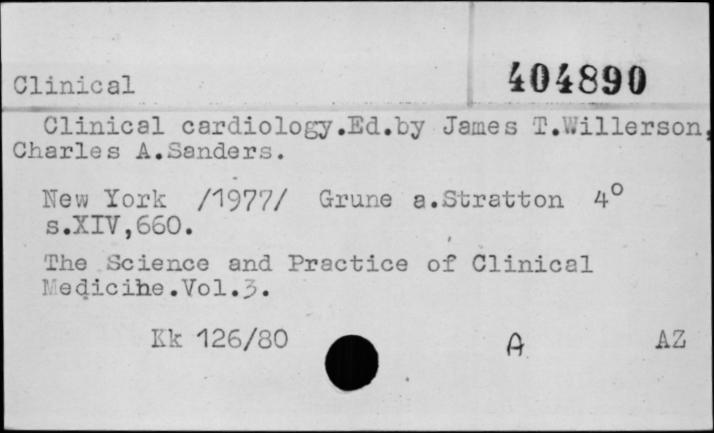 Clinical 404890
Clinical cardiology.Ed.by James T.Willerson,
Charles A.Sanders.
New York /1977/ Grune a.Stratton 4°
s.XIV,660.
The Science and Practice of Clinical
Medicine.Vol.3.
Kk 126/80 A AZ